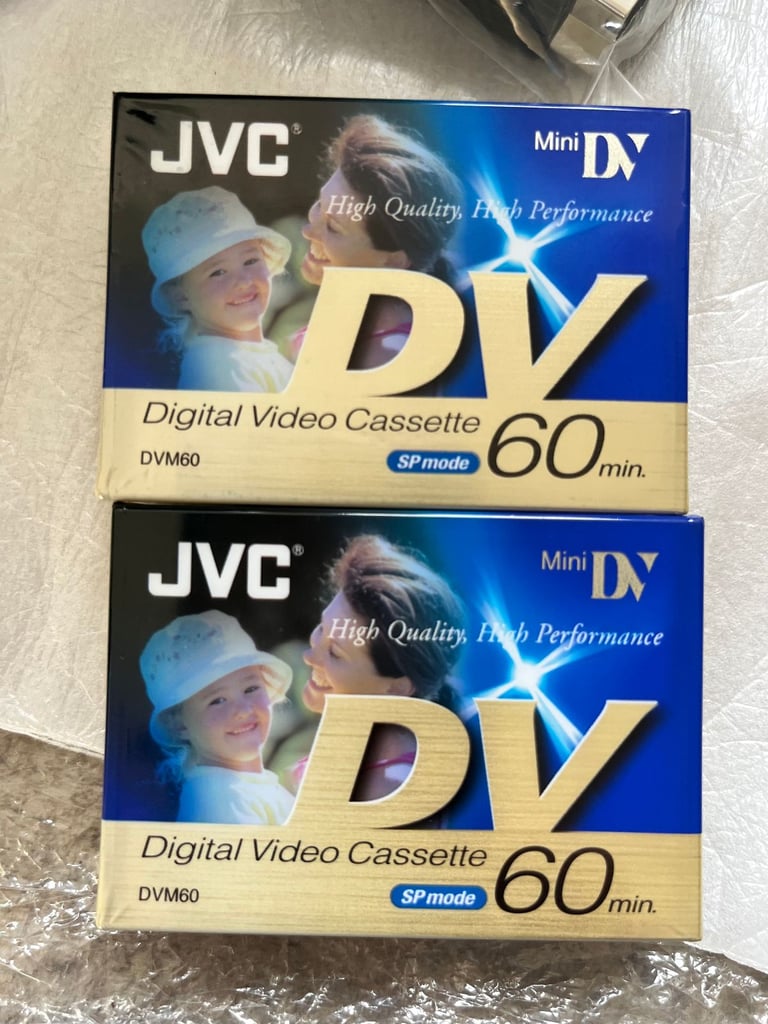 JVC®
Mini DV
High Quality, High Performance
DV
Digital Video Cassette
DVM60
SP mode
60 min.
JVC®
Mini DV
High Quality, High Performance
DV
Digital Video Cassette
DVM60
SP mode
60 min.